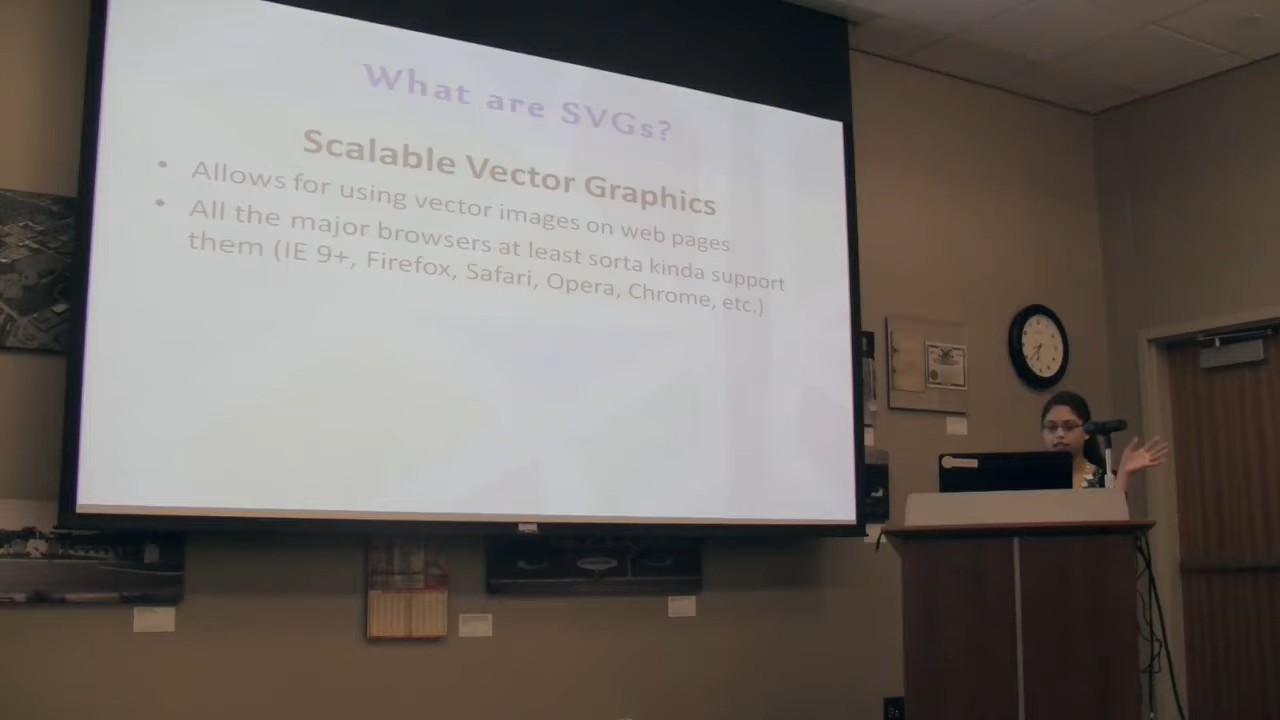 What are SVGs?
Scalable Vector Graphics
• Allows for using vector images on web pages
• All the major browsers at least sorta kinda support
them (IE 9+, Firefox, Safari, Opera, Chrome, etc.)